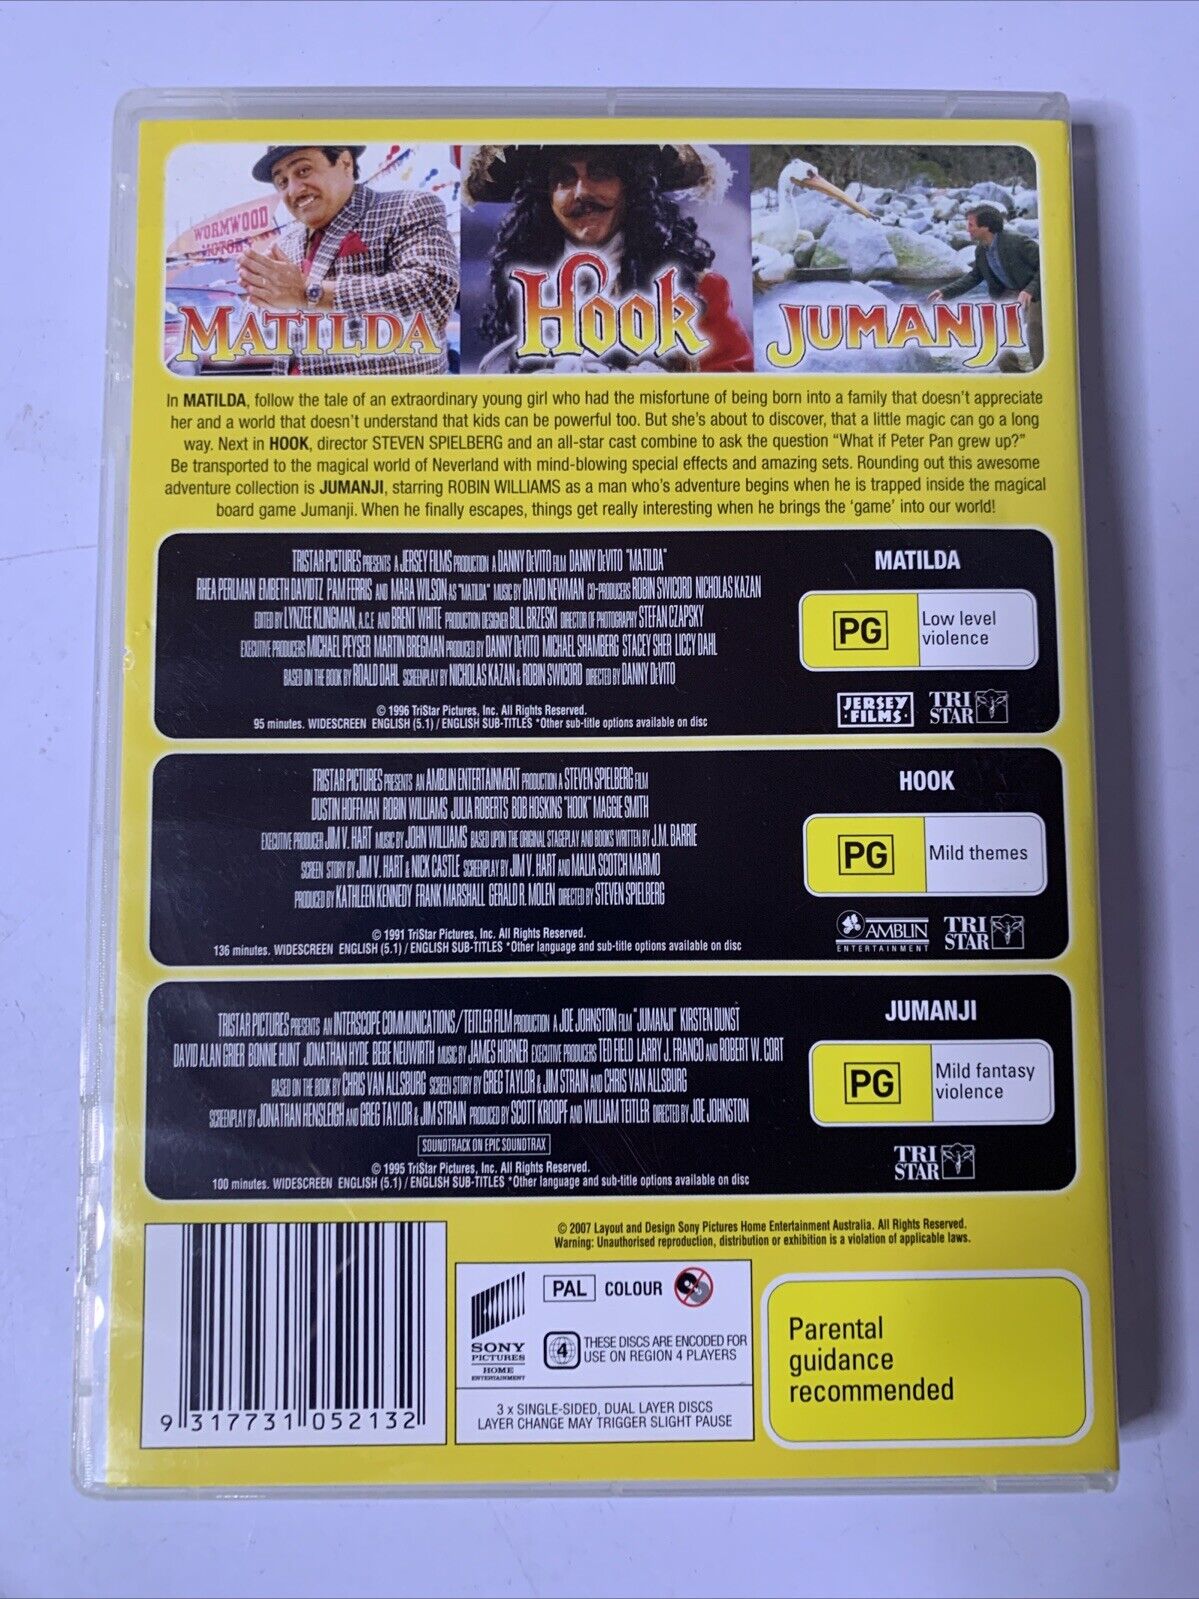 WORMWOOD
MOTORS
MATILDA
Hook
JUMANJI
In MATILDA, follow the tale of an extraordinary young girl who had the misfortune of being born into a family that doesn't appreciate
her and a world that doesn't understand that kids can be powerful too. But she's about to discover, that a little magic can go a long
way. Next in HOOK, director STEVEN SPIELBERG and an all-star cast combine to ask the question "What if Peter Pan grew up?"
Be transported to the magical world of Neverland with mind-blowing special effects and amazing sets. Rounding out this awesome
adventure collection is JUMANJI, starring ROBIN WILLIAMS as a man who's adventure begins when he is trapped inside the magical
board game Jumanji. When he finally escapes, things get really interesting when he brings the 'game' into our world!
TRISTAR PICTURES PRESENTS A JERSEY FILMS PRODUCTION A DANNY DeVITO FILM DANNY DeVITO "MATILDA"
RHEA PERLMAN EMBETH DAVIDTZ PAM FERRIS AND MARA WILSON AS "MATILDA" MUSIC BY DAVID NEWMAN CO-PRODUCERS ROBIN SWICORD NICHOLAS KAZAN
EDITED BY LYNZEE KLINGMAN, A.C.E. AND BRENT WHITE PRODUCTION DESIGNER BILL BRZESKI DIRECTOR OF PHOTOGRAPHY STEFAN CZAPSKY
EXECUTIVE PRODUCERS MICHAEL PEYSER MARTIN BREGMAN PRODUCED BY DANNY DeVITO MICHAEL SHAMBERG STACEY SHER LICCY DAHL
BASED ON THE BOOK BY ROALD DAHL SCREENPLAY BY NICHOLAS KAZAN & ROBIN SWICORD DIRECTED BY DANNY DeVITO
© 1996 TriStar Pictures, Inc. All Rights Reserved.
95 minutes. WIDESCREEN ENGLISH (5.1) / ENGLISH SUB-TITLES *Other sub-title options available on disc
MATILDA
PG
Low level
violence
JERSEY
FILMS
TRI
STAR
TRISTAR PICTURES PRESENTS AN AMBLIN ENTERTAINMENT PRODUCTION A STEVEN SPIELBERG FILM
DUSTIN HOFFMAN ROBIN WILLIAMS JULIA ROBERTS BOB HOSKINS "HOOK" MAGGIE SMITH
EXECUTIVE PRODUCER JIM V. HART MUSIC BY JOHN WILLIAMS BASED UPON THE ORIGINAL STAGEPLAY AND BOOKS WRITTEN BY J.M. BARRIE
SCREEN STORY BY JIM V. HART & NICK CASTLE SCREENPLAY BY JIM V. HART AND MALIA SCOTCH MARMO
PRODUCED BY KATHLEEN KENNEDY FRANK MARSHALL GERALD R. MOLEN DIRECTED BY STEVEN SPIELBERG
© 1991 TriStar Pictures, Inc. All Rights Reserved.
136 minutes. WIDESCREEN ENGLISH (5.1) / ENGLISH SUB-TITLES *Other language and sub-title options available on disc
HOOK
PG
Mild themes
AMBLIN
ENTERTAINMENT
TRI
STAR
TRISTAR PICTURES PRESENTS AN INTERSCOPE COMMUNICATIONS/TEITLER FILM PRODUCTION A JOE JOHNSTON FILM "JUMANJI" KIRSTEN DUNST
DAVID ALAN GRIER BONNIE HUNT JONATHAN HYDE BEBE NEUWIRTH MUSIC BY JAMES HORNER EXECUTIVE PRODUCERS TED FIELD LARRY J. FRANCO AND ROBERT W. CORT
BASED ON THE BOOK BY CHRIS VAN ALLSBURG SCREEN STORY BY GREG TAYLOR & JIM STRAIN AND CHRIS VAN ALLSBURG
SCREENPLAY BY JONATHAN HENSLEIGH AND GREG TAYLOR & JIM STRAIN PRODUCED BY SCOTT KROOPF AND WILLIAM TEITLER DIRECTED BY JOE JOHNSTON
SOUNDTRACK ON EPIC SOUNDTRAX
© 1995 TriStar Pictures, Inc. All Rights Reserved.
100 minutes. WIDESCREEN ENGLISH (5.1) / ENGLISH SUB-TITLES *Other language and sub-title options available on disc
JUMANJI
PG
Mild fantasy
violence
TRI
STAR
© 2007 Layout and Design Sony Pictures Home Entertainment Australia. All Rights Reserved.
Warning: Unauthorised reproduction, distribution or exhibition is a violation of applicable laws.
9 317731 052132
SONY
PICTURES
HOME
ENTERTAINMENT
PAL COLOUR
4
THESE DISCS ARE ENCODED FOR
USE ON REGION 4 PLAYERS
3 x SINGLE-SIDED, DUAL LAYER DISCS
LAYER CHANGE MAY TRIGGER SLIGHT PAUSE
Parental
guidance
recommended